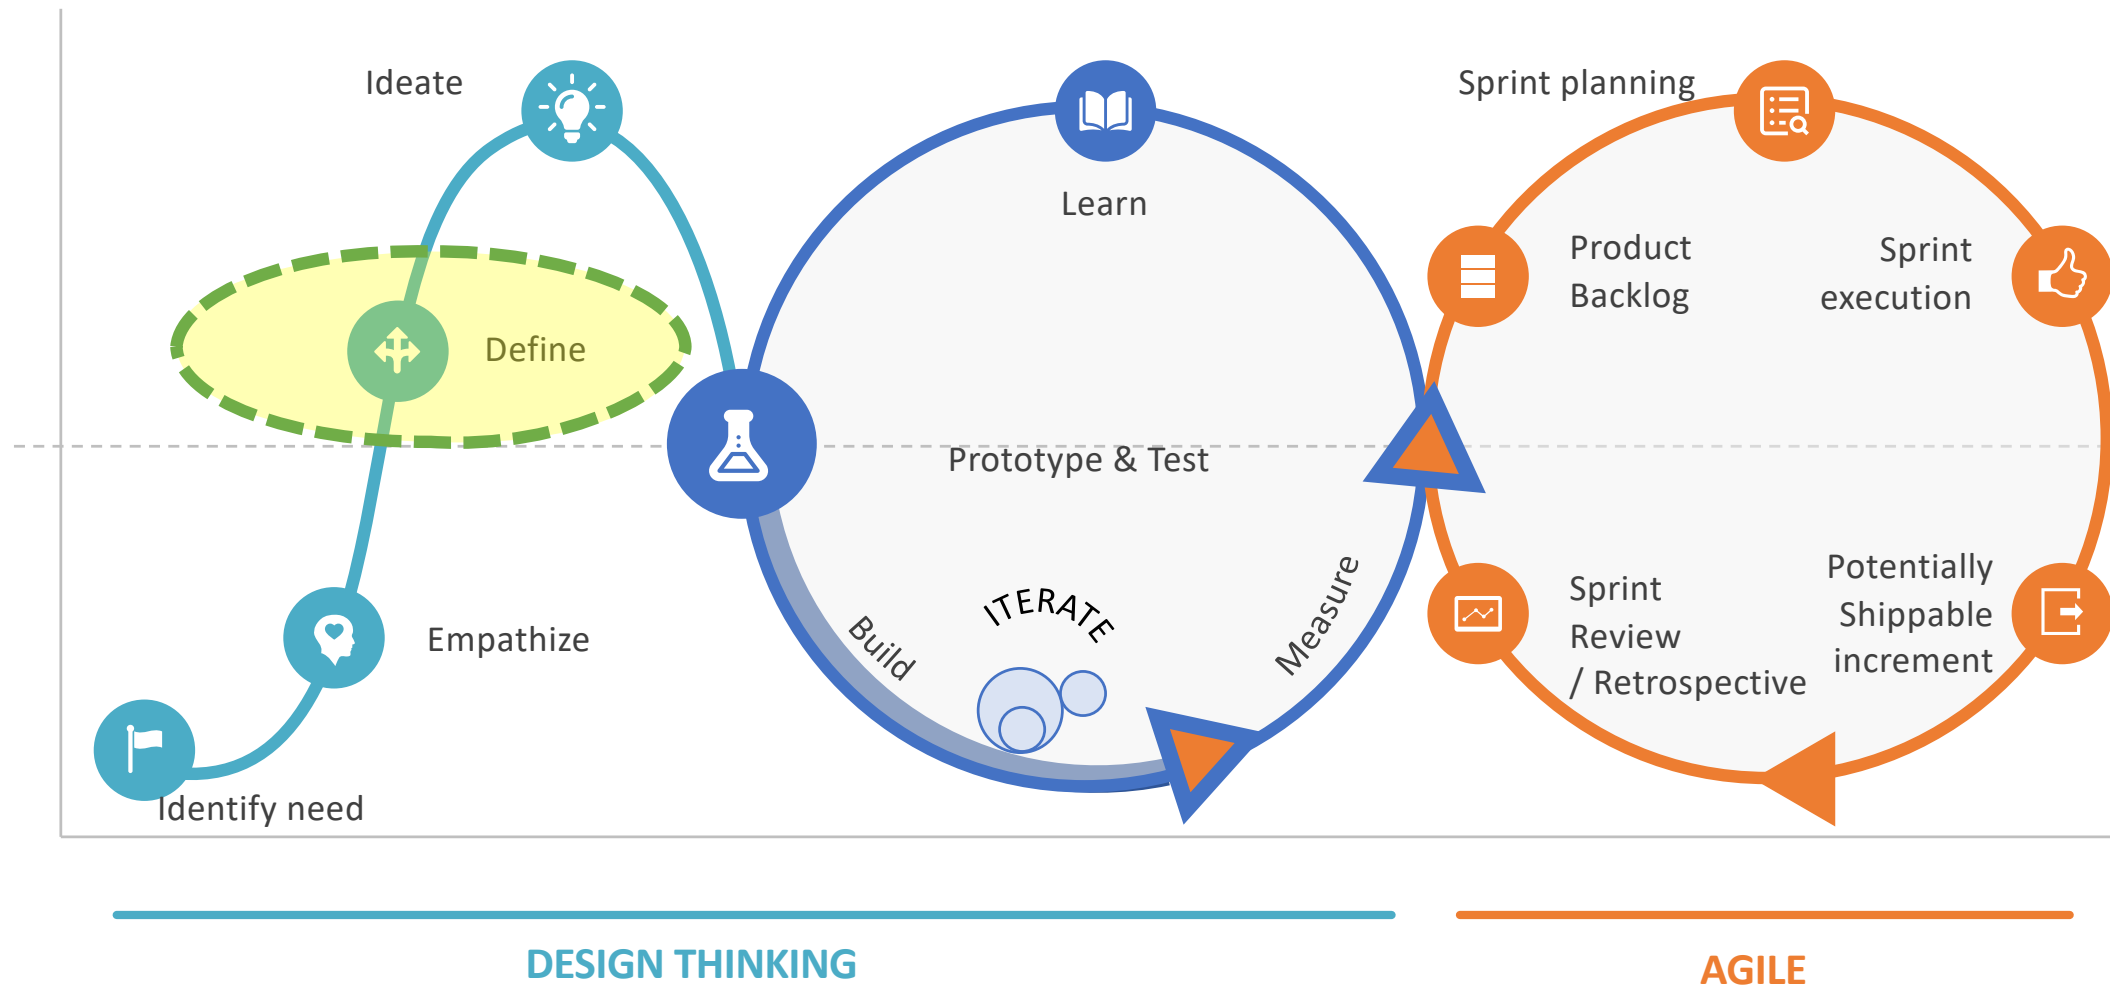 Ideate
Define
Empathize
Identify need
Learn
Prototype & Test
ITERATE
Build
Measure
Sprint planning
Product
Backlog
Sprint
execution
Potentially
Shippable
increment
Sprint
Review
/ Retrospective
DESIGN THINKING
AGILE